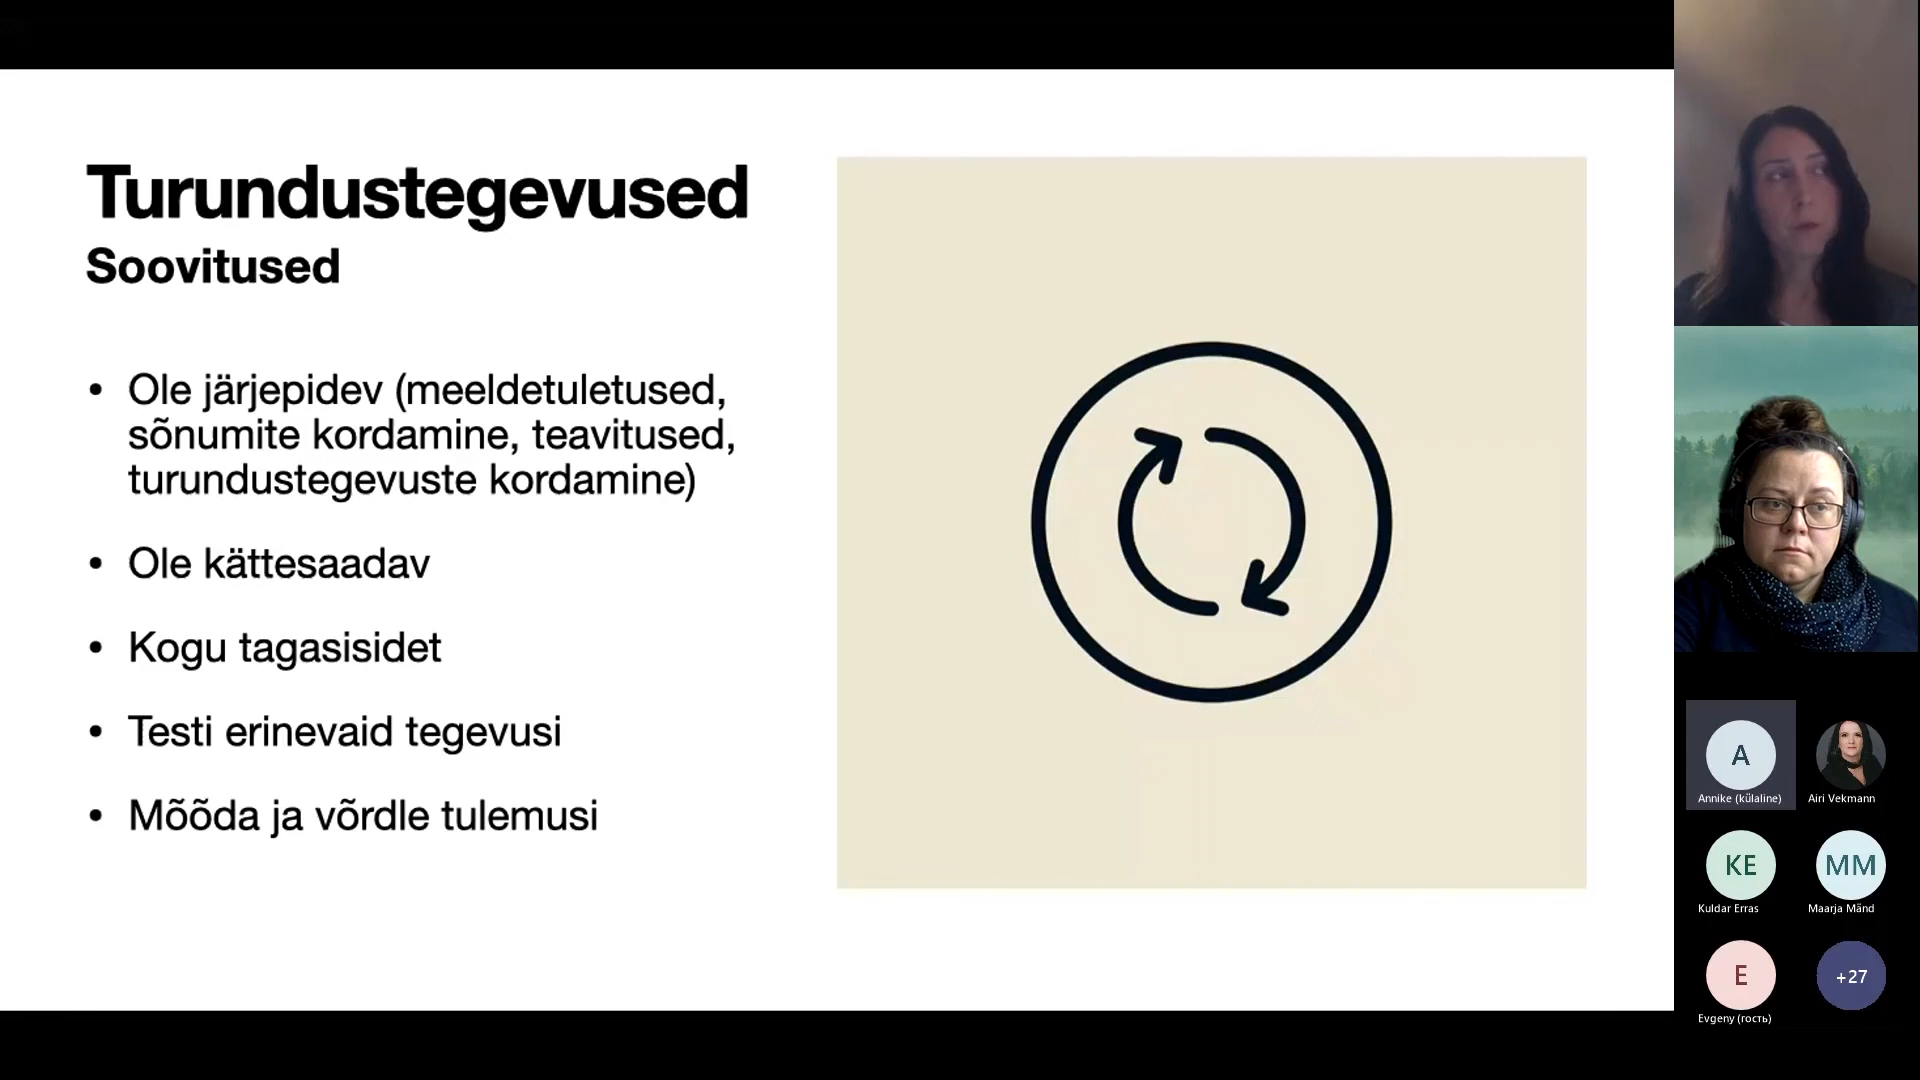 Turundustegevused
Soovitused
• Ole järjepidev (meeldetuletused,
sõnumite kordamine, teavitused,
turundustegevuste kordamine)
• Ole kättesaadav
• Kogu tagasisidet
• Testi erinevaid tegevusi
• Mõõda ja võrdle tulemusi
A
Annike (külaline)
Airi Vekmann
KE
MM
Kuldar Erras
Maarja Mänd
E
+27
Evgeny (гость)